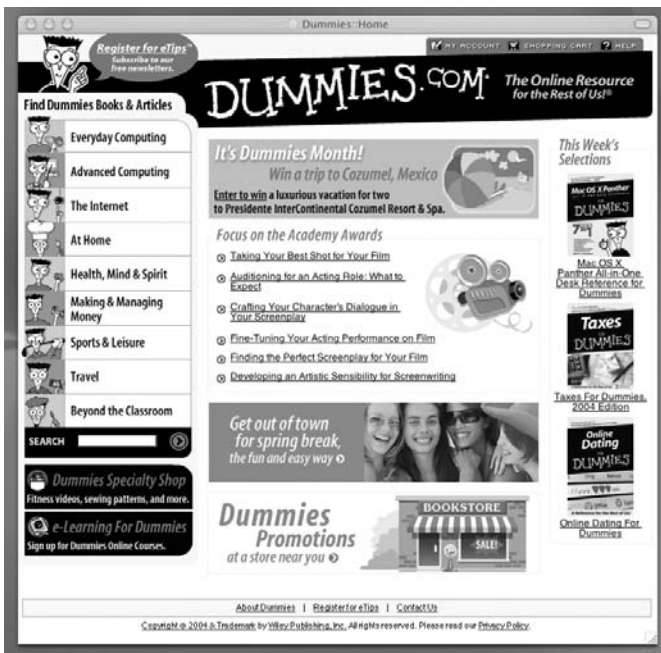 Dummies::Home
Register for eTips™
Subscribe to our
free newsletters.
MY ACCOUNT SHOPPING CART ? HELP
DUMMIES.COM®
The Online Resource
for the Rest of Us!®
Find Dummies Books & Articles
Everyday Computing
Advanced Computing
The Internet
At Home
Health, Mind & Spirit
Making & Managing
Money
Sports & Leisure
Travel
Beyond the Classroom
SEARCH
Dummies Specialty Shop
Fitness videos, sewing patterns, and more.
e-Learning For Dummies
Sign up for Dummies Online Courses.
It's Dummies Month!
Win a trip to Cozumel, Mexico
Enter to win a luxurious vacation for two
to Presidente InterContinental Cozumel Resort & Spa.
Focus on the Academy Awards
Taking Your Best Shot for Your Film
Auditioning for an Acting Role: What to
Expect
Crafting Your Character's Dialogue in
Your Screenplay
Fine-Tuning Your Acting Performance on Film
Finding the Perfect Screenplay for Your Film
Developing an Artistic Sensibility for Screenwriting
Get out of town
for spring break,
the fun and easy way
Dummies
Promotions
at a store near you
BOOKSTORE
SALE!
This Week's
Selections
Mac OS X Panther
DUMMIES
Mac OS X
Panther All-in-One
Desk Reference for
Dummies
Taxes
DUMMIES
Taxes For Dummies,
2004 Edition
Online
Dating
DUMMIES
Online Dating For
Dummies
About Dummies | Register for eTips | Contact Us
Copyright © 2004 & Trademark by Wiley Publishing, Inc. All rights reserved. Please read our Privacy Policy.